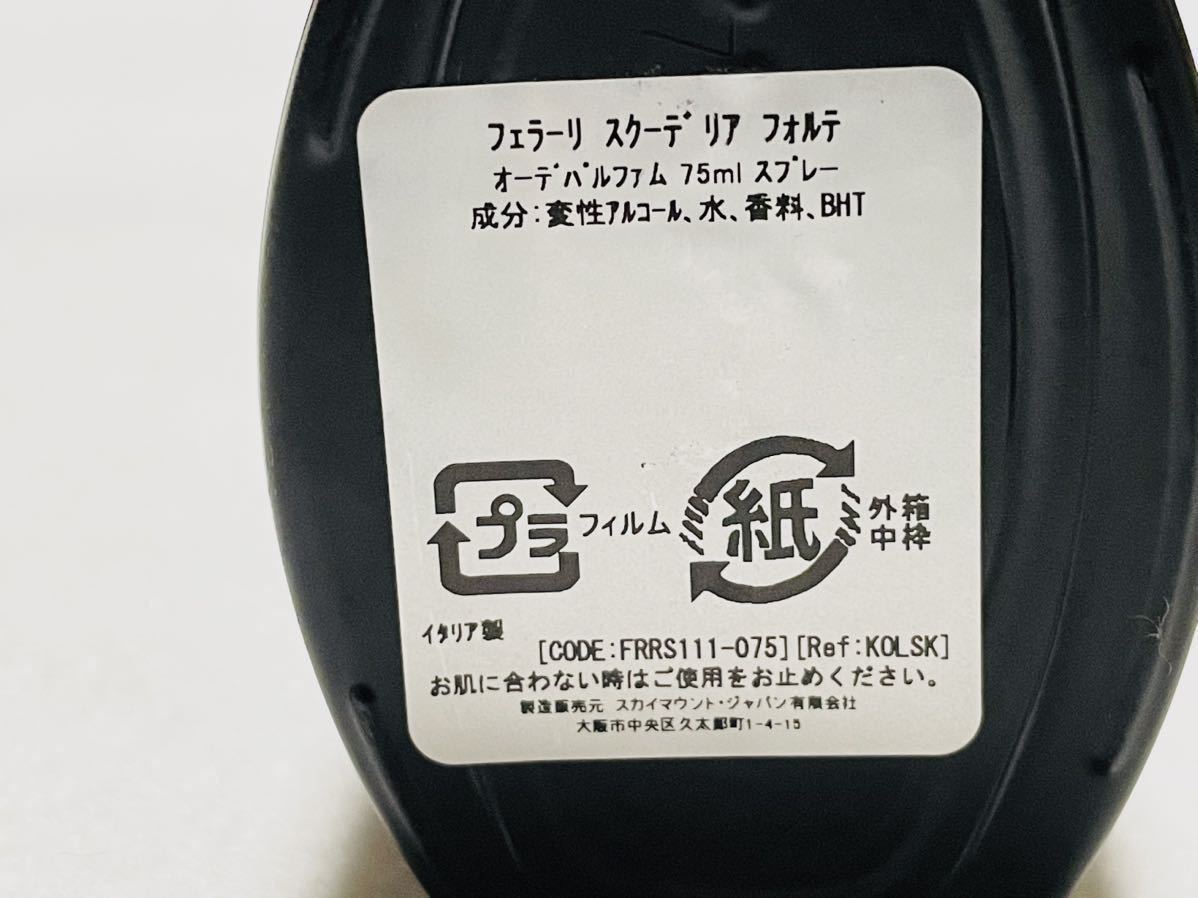 フェラーリ スクーデリア フォルテ
オーデパルファム 75ml スプレー
成分:変性アルコール、水、香料、BHT
プラ フィルム 紙 外箱
中枠
イタリア製
[CODE:FRRS111-075][Ref:KOLSK]
お肌に合わない時はご使用をお止めください。
製造販売元 スカイマウント・ジャパン有限会社
大阪市中央区久太郎町1-4-15